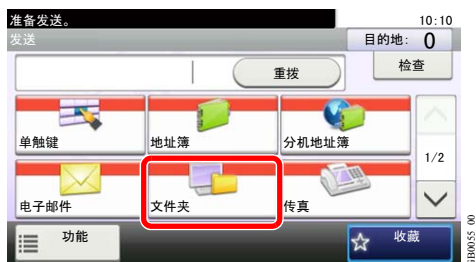 准备发送。 10:10
发送 目的地: 0
重拨 检查
单触键 地址簿 分机地址簿
1/2
电子邮件 文件夹 传真
功能 收藏
GB0055_00